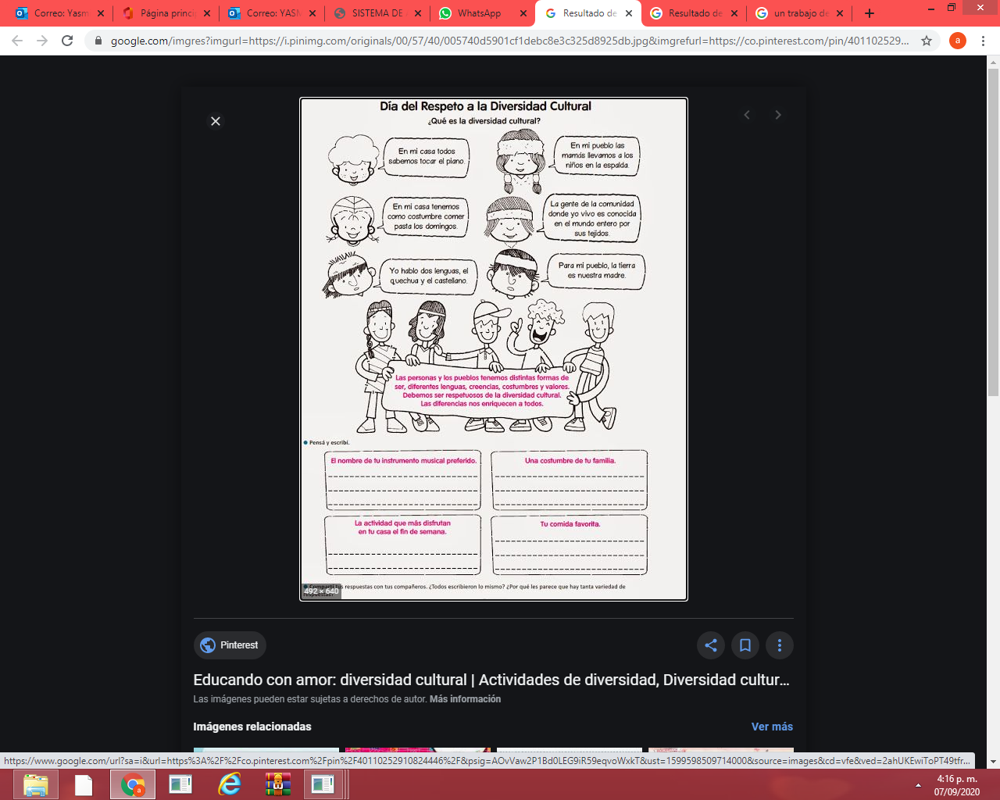 Correo: Yasm
Página princi
Correo: YASN
SISTEMA DE
WhatsApp
Resultado de
Resultado de
un trabajo de
google.com/imgres?imgurl=https://i.pinimg.com/originals/00/57/40/005740d5901cf1debc8e3c325d8925db.jpg&imgrefurl=https://co.pinterest.com/pin/401102529...
a
Día del Respeto a la Diversidad Cultural
¿Qué es la diversidad cultural?
En mi casa todos
sabemos tocar el piano.
En mi pueblo las
mamás llevamos a los
niños en la espalda.
En mi casa tenemos
como costumbre comer
pasta los domingos.
La gente de la comunidad
donde yo vivo es conocida
en el mundo entero por
sus tejidos.
Yo hablo dos lenguas, el
quechua y el castellano.
Para mi pueblo, la tierra
es nuestra madre.
Las personas y los pueblos tenemos distintas formas de
ser, diferentes lenguas, creencias, costumbres y valores.
Debemos ser respetuosos de la diversidad cultural.
Las diferencias nos enriquecen a todos.
Pensá y escribí.
El nombre de tu instrumento musical preferido.
Una costumbre de tu familia.
La actividad que más disfrutan
en tu casa el fin de semana.
Tu comida favorita.
Compartí tus respuestas con tus compañeros. ¿Todos escribieron lo mismo? ¿Por qué les parece que hay tanta variedad de
respuestas?
492 × 640
Pinterest
Educando con amor: diversidad cultural | Actividades de diversidad, Diversidad cultur...
Las imágenes pueden estar sujetas a derechos de autor. Más información
Imágenes relacionadas
Ver más
https://www.google.com/url?sa=i&url=https%3A%2F%2Fco.pinterest.com%2Fpin%2F40110252910824446%2F&psig=AOvVaw2P1Bd0LEG9iR59eqvoWxkT&ust=1599598509714000&source=images&cd=vfe&ved=2ahUKEwiToPT49tfr...
a
4:16 p. m.
07/09/2020